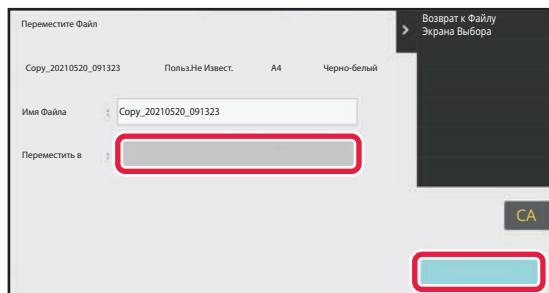 Переместите Файл
Возврат к Файлу
Экрана Выбора
Copy_20210520_091323 Польз.Не Извест. A4 Черно-белый
Имя Файла : Copy_20210520_091323
Переместить в :
CA